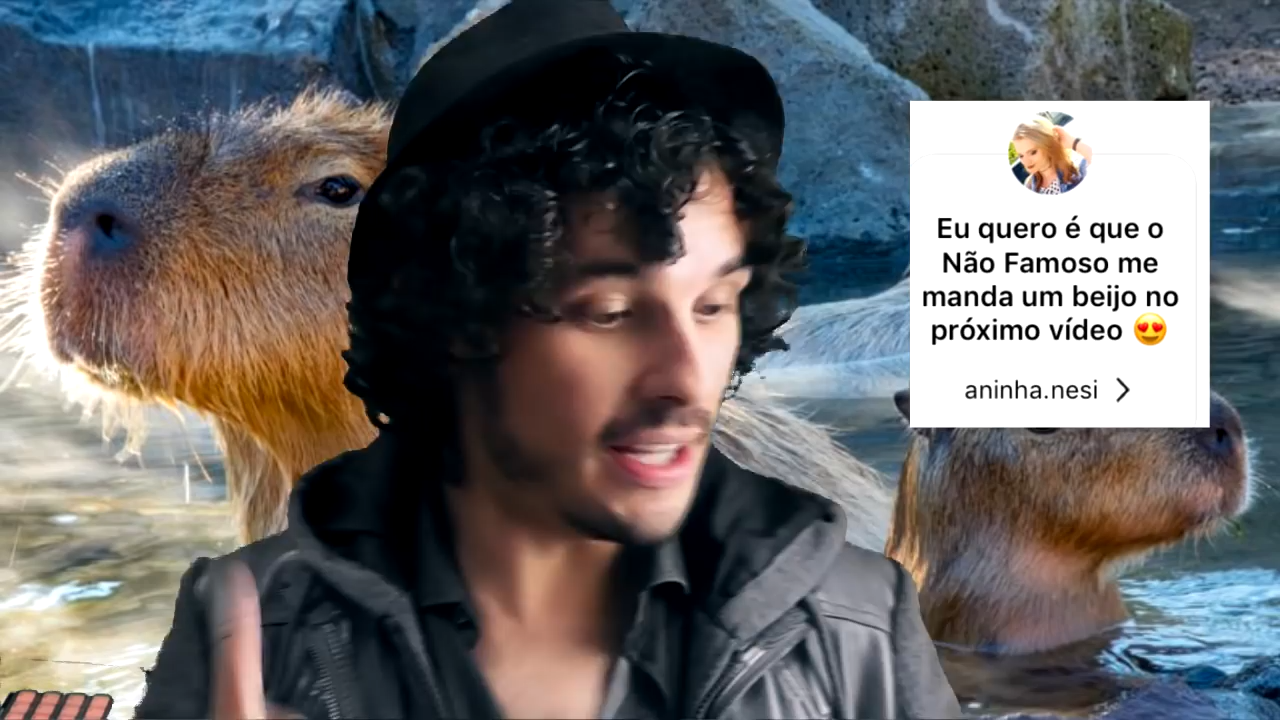 Eu quero é que o
Não Famoso me
manda um beijo no
próximo vídeo 😍
aninha.nesi